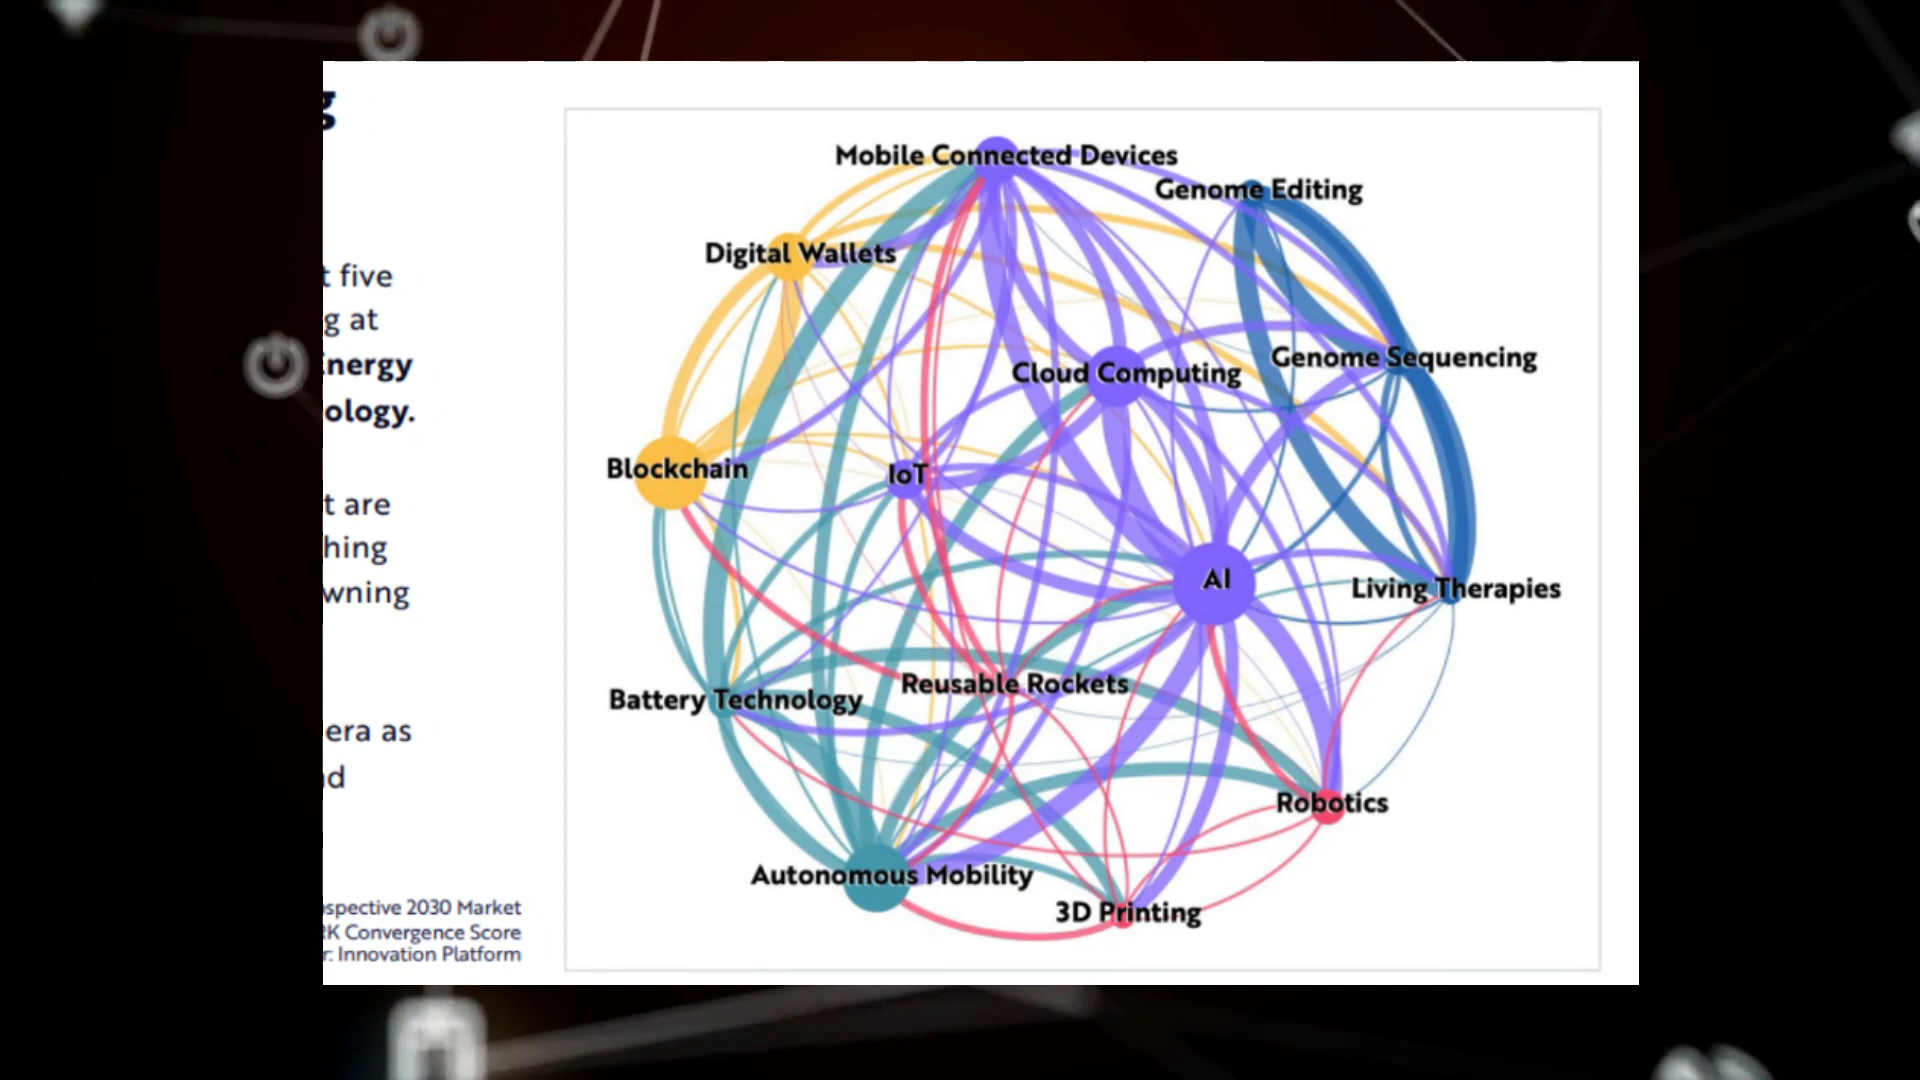 g
t five
g at
nergy
ology.
t are
hing
wning
era as
nd
spective 2030 Market
RK Convergence Score
r: Innovation Platform
Mobile Connected Devices
Genome Editing
Digital Wallets
Genome Sequencing
Cloud Computing
Blockchain
IoT
AI
Living Therapies
Reusable Rockets
Battery Technology
Robotics
Autonomous Mobility
3D Printing